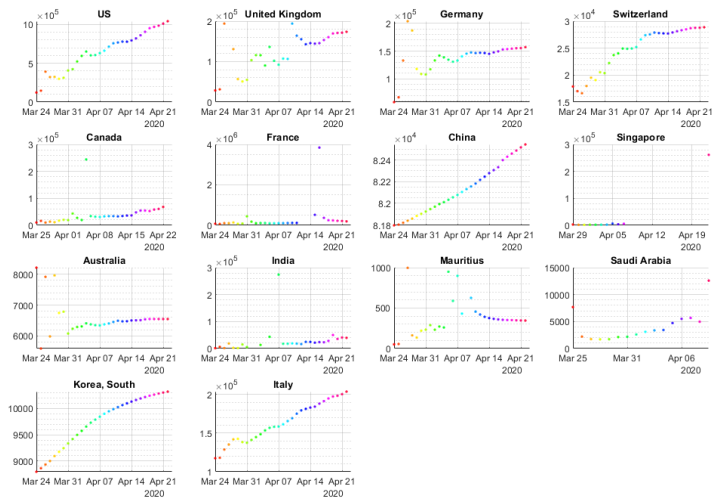 US
×10^5
10
5
0
Mar 24 Mar 31 Apr 07 Apr 14 Apr 21
2020
United Kingdom
×10^5
2
1
0
Mar 24 Mar 31 Apr 07 Apr 14 Apr 21
2020
Germany
×10^5
2
1.5
1
Mar 24 Mar 31 Apr 07 Apr 14 Apr 21
2020
Switzerland
×10^4
3
2.5
2
1.5
Mar 24 Mar 31 Apr 07 Apr 14 Apr 21
2020
Canada
×10^5
3
2
1
0
Mar 25 Apr 01 Apr 08 Apr 15 Apr 22
2020
France
×10^6
4
2
0
Mar 24 Mar 31 Apr 07 Apr 14 Apr 21
2020
China
×10^4
8.24
8.22
8.2
8.18
Mar 24 Mar 31 Apr 07 Apr 14 Apr 21
2020
Singapore
×10^5
3
2
1
0
Mar 29 Apr 05 Apr 12 Apr 19
2020
Australia
8000
7000
6000
Mar 24 Mar 31 Apr 07 Apr 14 Apr 21
2020
India
×10^5
3
2
1
0
Mar 24 Mar 31 Apr 07 Apr 14 Apr 21
2020
Mauritius
1000
500
0
Mar 24 Mar 31 Apr 07 Apr 14 Apr 21
2020
Saudi Arabia
15000
10000
5000
0
Mar 25 Mar 31 Apr 06
2020
Korea, South
10000
9500
9000
Mar 24 Mar 31 Apr 07 Apr 14 Apr 21
2020
Italy
×10^5
2
1.5
1
Mar 24 Mar 31 Apr 07 Apr 14 Apr 21
2020